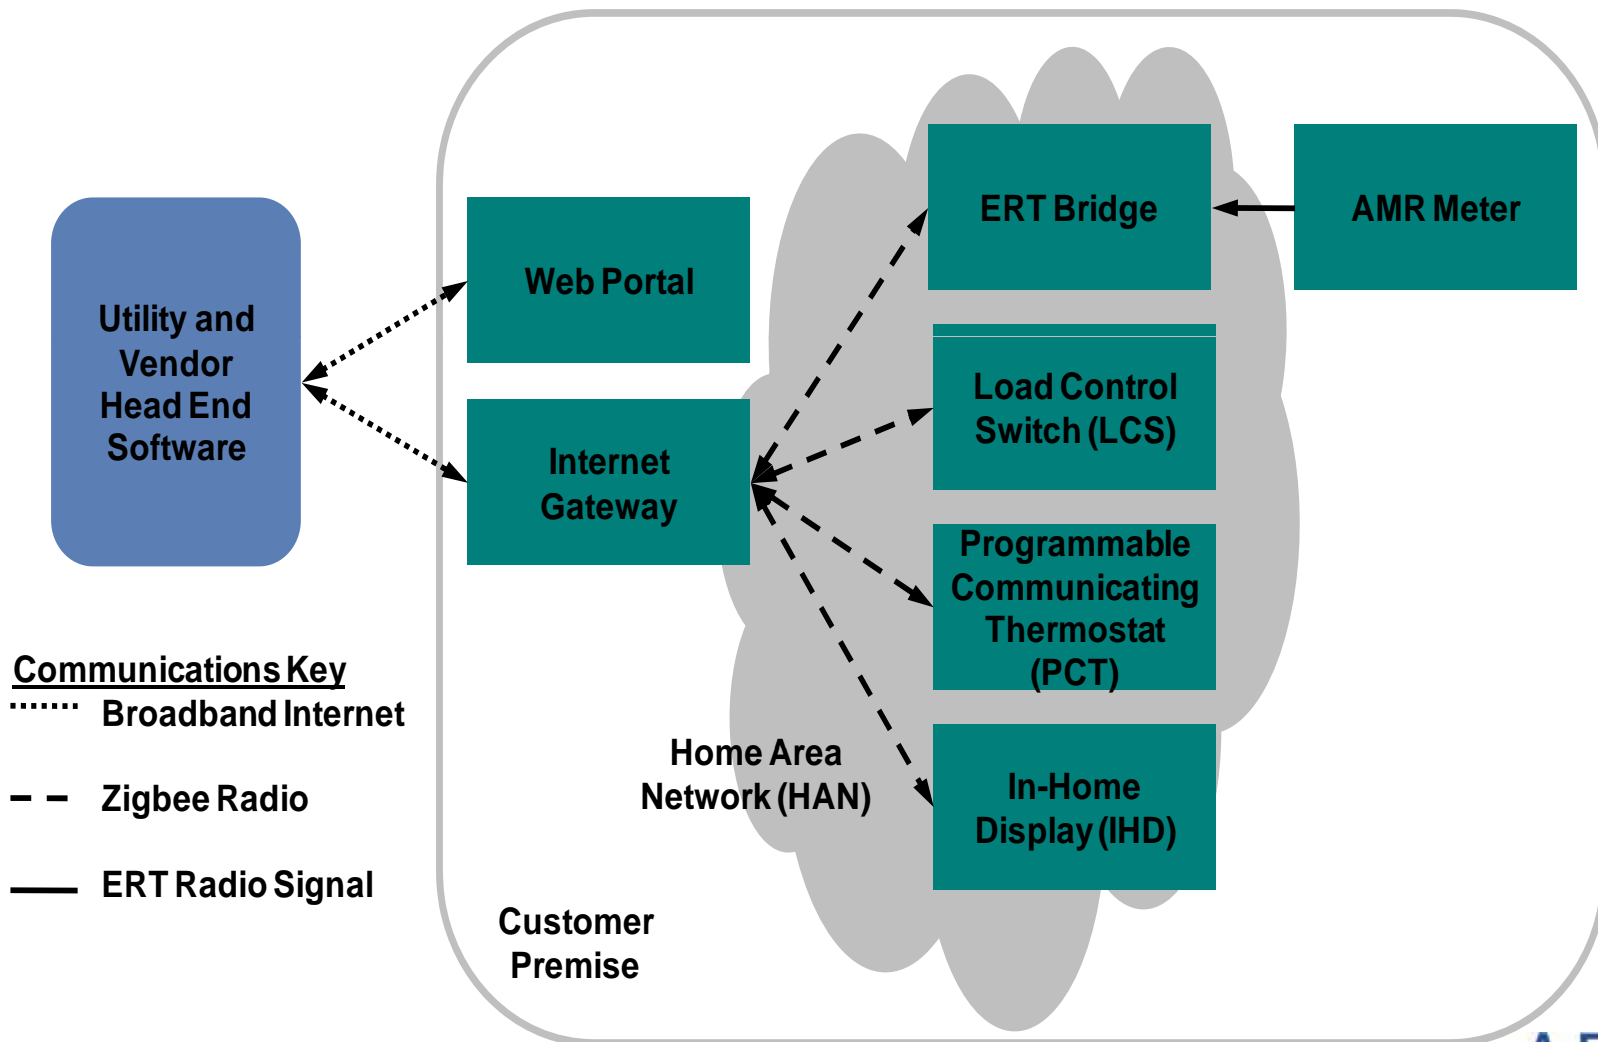 Utility and
Vendor
Head End
Software
Web Portal
Internet
Gateway
ERT Bridge
AMR Meter
Load Control
Switch (LCS)
Programmable
Communicating
Thermostat
(PCT)
In-Home
Display (IHD)
Home Area
Network (HAN)
Customer
Premise
Communications Key
Broadband Internet
Zigbee Radio
ERT Radio Signal